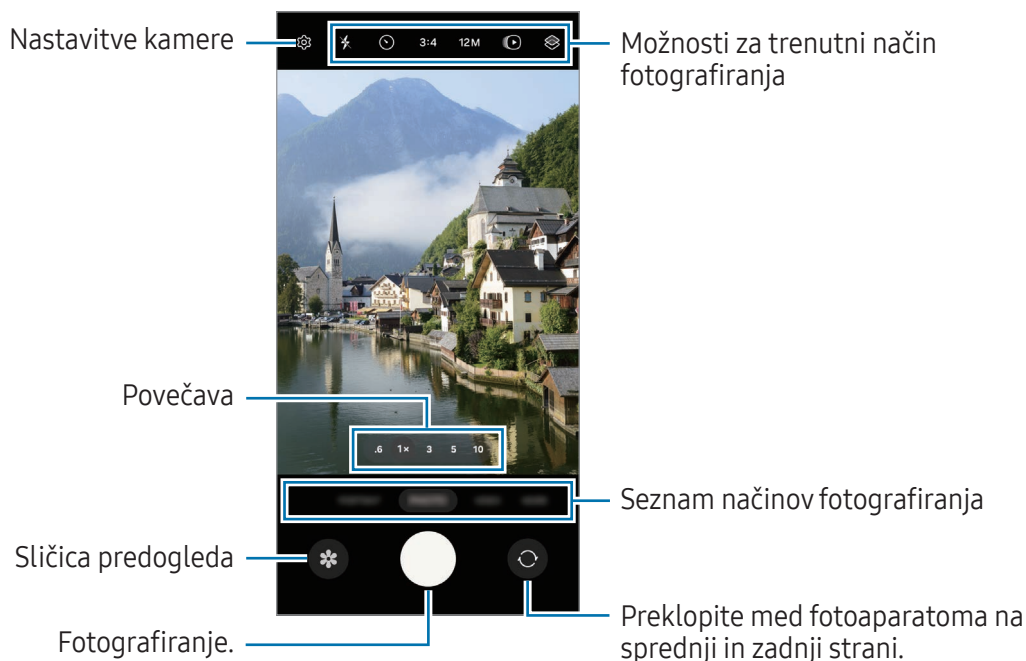 Nastavitve kamere
3:4
12M
Možnosti za trenutni način
fotografiranja
Povečava
.6 1× 3 5 10
Seznam načinov fotografiranja
Sličica predogleda
Preklopite med fotoaparatoma na
sprednji in zadnji strani.
Fotografiranje.